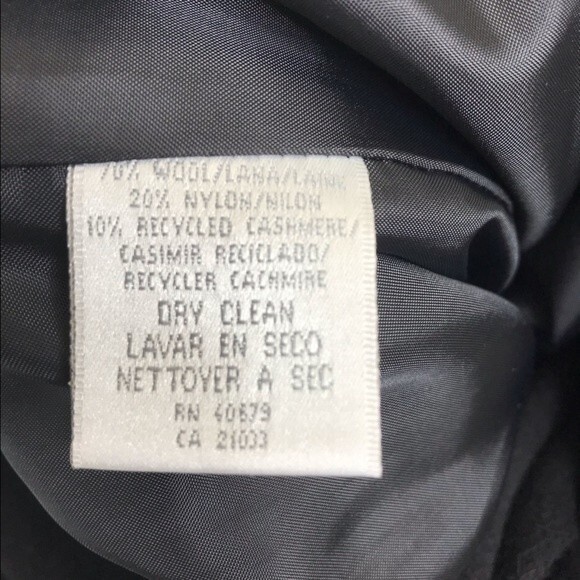 70% WOOL/LANA/LAINE
20% NYLON/NILON
10% RECYCLED CASHMERE/
CASIMIR RECICLADO/
RECYCLER CACHMIRE
DRY CLEAN
LAVAR EN SECO
NETTOYER A SEC
RN 40679
CA 21033